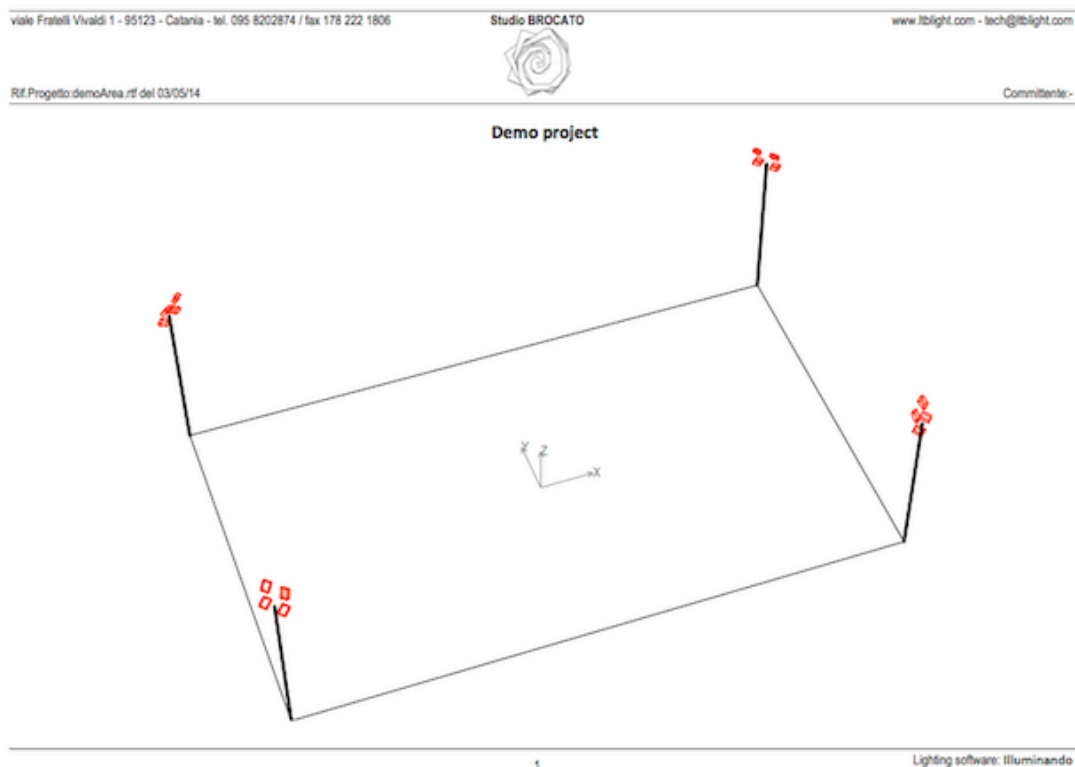 viale Fratelli Vivaldi 1 - 95123 - Catania - tel. 095 8202874 / fax 178 222 1806
Studio BROCATO
www.ltblight.com - tech@ltblight.com
Rif.Progetto:demoArea.rtf del 03/05/14
Committente:-
Demo project
Y
Z
X
1
Lighting software: Illuminando